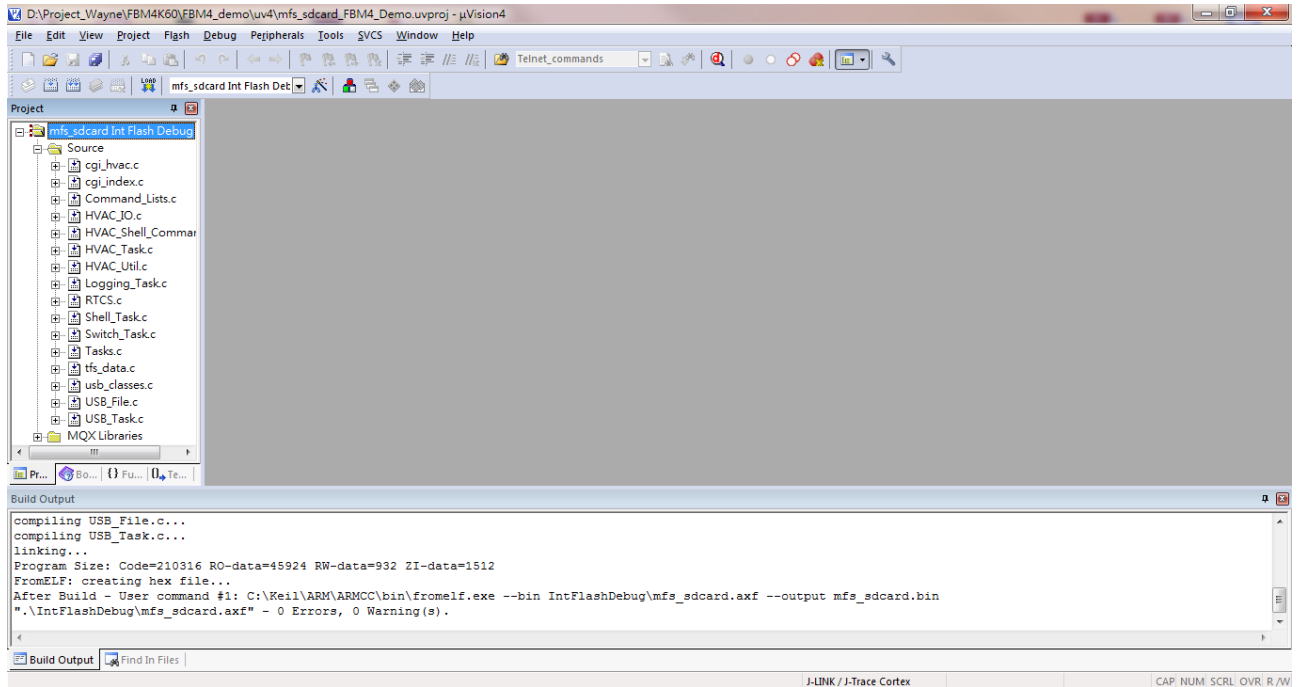 D:\Project_Wayne\FBM4K60\FBM4_demo\uv4\mfs_sdcard_FBM4_Demo.uvproj - µVision4
File Edit View Project Flash Debug Peripherals Tools SVCS Window Help
Telnet_commands
LOAD mfs_sdcard Int Flash Det
Project
mfs_sdcard Int Flash Debug
Source
cgi_hvac.c
cgi_index.c
Command_Lists.c
HVAC_IO.c
HVAC_Shell_Commar
HVAC_Task.c
HVAC_Util.c
Logging_Task.c
RTCS.c
Shell_Task.c
Switch_Task.c
Tasks.c
tfs_data.c
usb_classes.c
USB_File.c
USB_Task.c
MQX Libraries
Pr... Bo... {} Fu... 0 Te...
Build Output
compiling USB_File.c...
compiling USB_Task.c...
linking...
Program Size: Code=210316 RO-data=45924 RW-data=932 ZI-data=1512
FromELF: creating hex file...
After Build - User command #1: C:\Keil\ARM\ARMCC\bin\fromelf.exe --bin IntFlashDebug\mfs_sdcard.axf --output mfs_sdcard.bin
".\IntFlashDebug\mfs_sdcard.axf" - 0 Errors, 0 Warning(s).
Build Output Find In Files
J-LINK / J-Trace Cortex CAP NUM SCRL OVR R /W